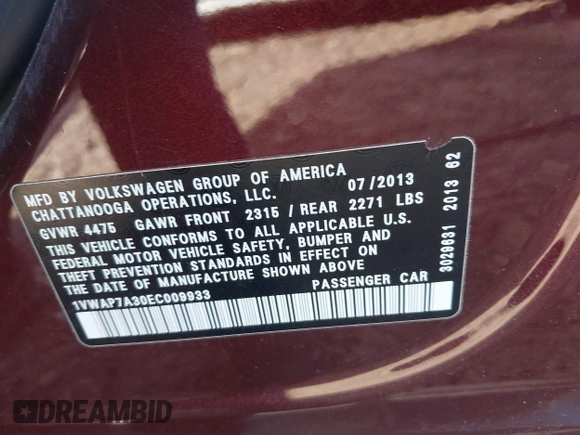 MFD BY VOLKSWAGEN GROUP OF AMERICA
CHATTANOOGA OPERATIONS, LLC. 07/2013
GVWR 4475 GAWR FRONT 2315 / REAR 2271 LBS
THIS VEHICLE CONFORMS TO ALL APPLICABLE U.S.
FEDERAL MOTOR VEHICLE SAFETY, BUMPER AND
THEFT PREVENTION STANDARDS IN EFFECT ON
THE DATE OF MANUFACTURE SHOWN ABOVE
1VWAP7A30EC009933 PASSENGER CAR
3029631 2013 62
DREAMBID